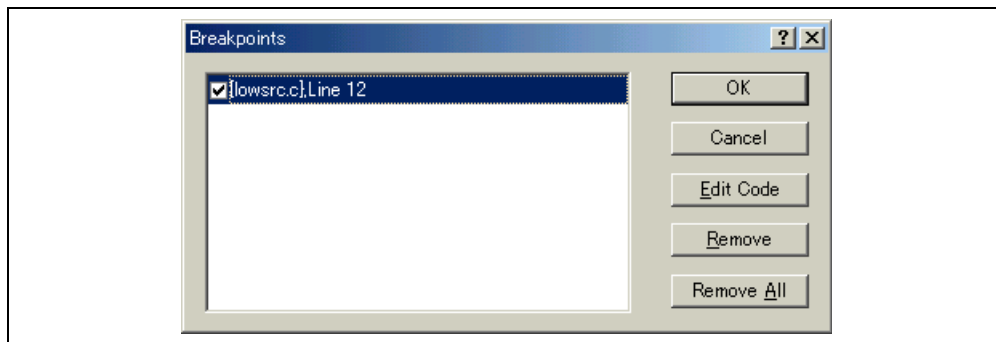 Breakpoints
{lowsrc.c},Line 12
OK
Cancel
Edit Code
Remove
Remove All